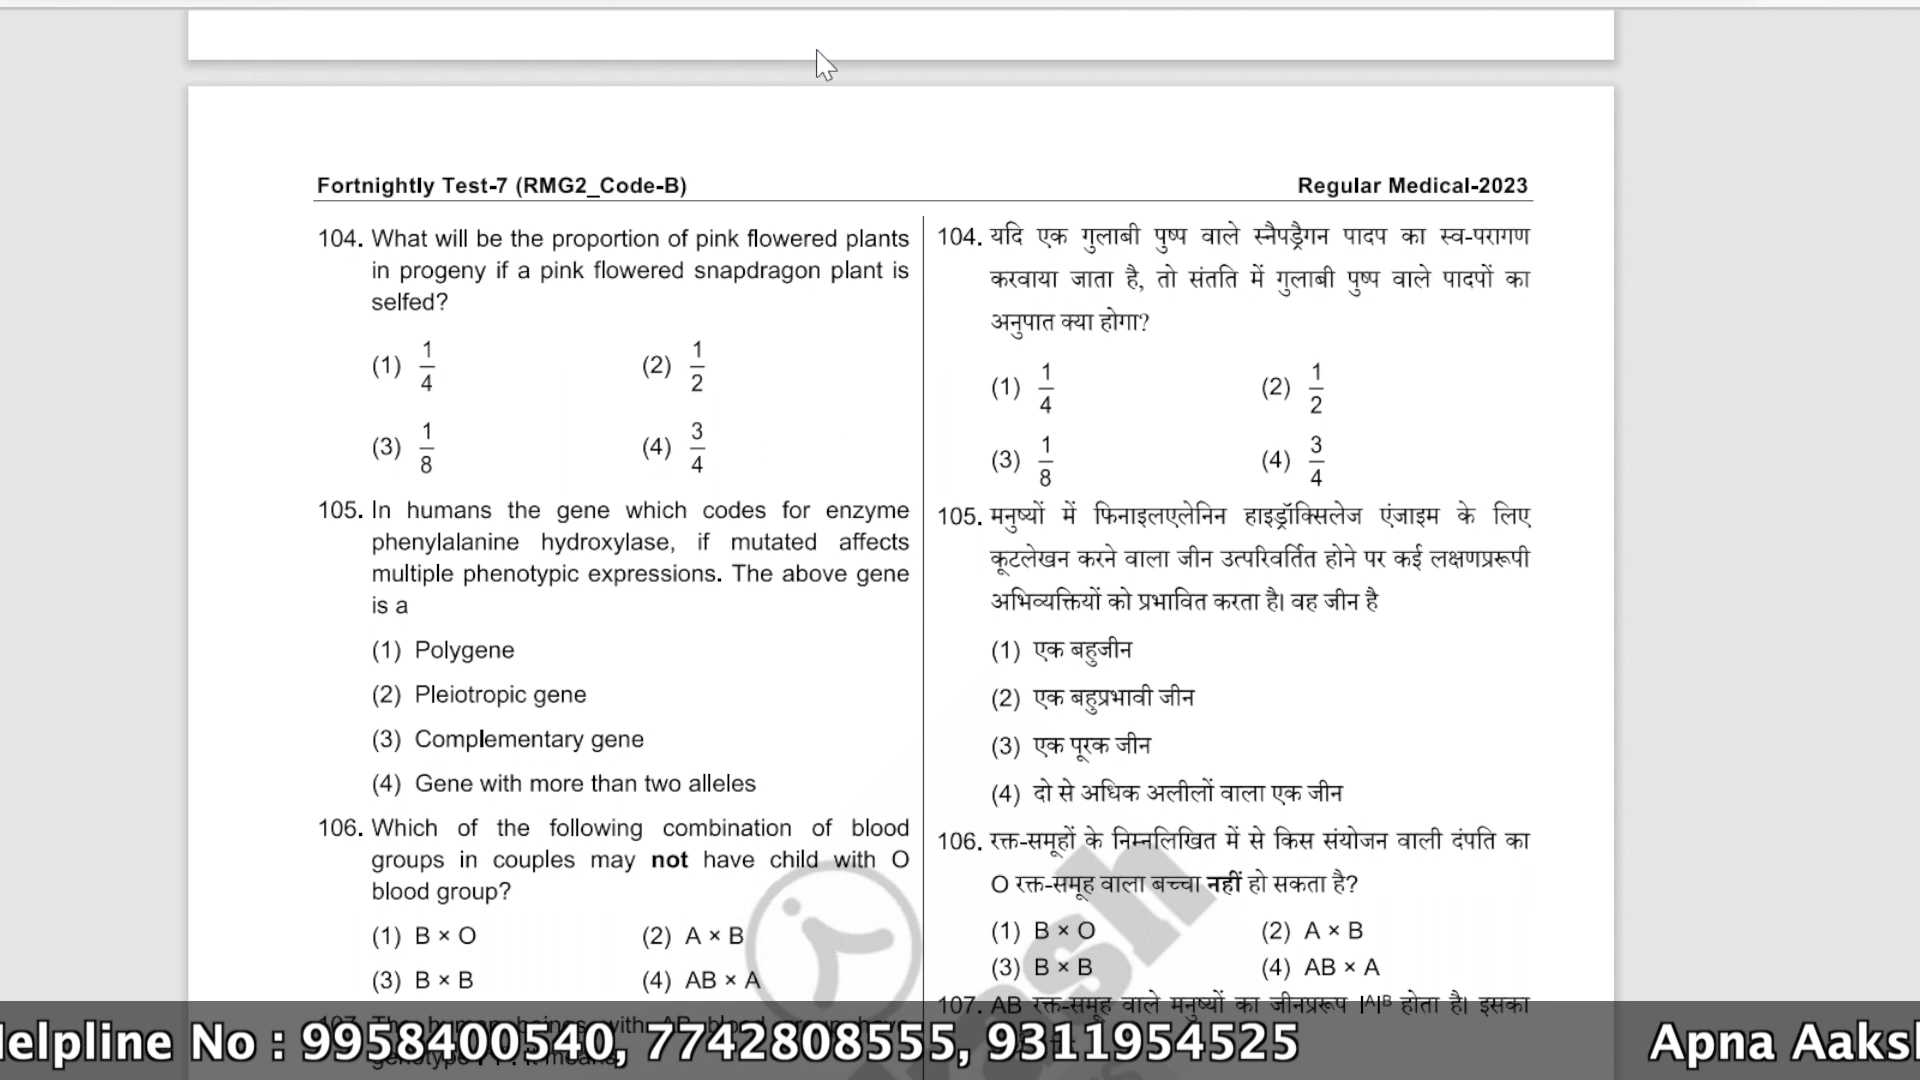 Fortnightly Test-7 (RMG2_Code-B)
Regular Medical-2023
104. What will be the proportion of pink flowered plants
in progeny if a pink flowered snapdragon plant is
selfed?
(1) 1/4 (2) 1/2
(3) 1/8 (4) 3/4
105. In humans the gene which codes for enzyme
phenylalanine hydroxylase, if mutated affects
multiple phenotypic expressions. The above gene
is a
(1) Polygene
(2) Pleiotropic gene
(3) Complementary gene
(4) Gene with more than two alleles
106. Which of the following combination of blood
groups in couples may not have child with O
blood group?
(1) B × O (2) A × B
(3) B × B (4) AB × A
104. यदि एक गुलाबी पुष्प वाले स्नैपड्रैगन पादप का स्व-परागण
करवाया जाता है, तो संतति में गुलाबी पुष्प वाले पादपों का
अनुपात क्या होगा?
(1) 1/4 (2) 1/2
(3) 1/8 (4) 3/4
105. मनुष्यों में फिनाइलएलेनिन हाइड्रॉक्सिलेज एंजाइम के लिए
कूटलेखन करने वाला जीन उत्परिवर्तित होने पर कई लक्षणप्ररूपी
अभिव्यक्तियों को प्रभावित करता है। वह जीन है
(1) एक बहुजीन
(2) एक बहुप्रभावी जीन
(3) एक पूरक जीन
(4) दो से अधिक अलीलों वाला एक जीन
106. रक्त-समूहों के निम्नलिखित में से किस संयोजन वाली दंपति का
O रक्त-समूह वाला बच्चा नहीं हो सकता है?
(1) B × O (2) A × B
(3) B × B (4) AB × A
107. AB रक्त-समूह वाले मनुष्यों का जीनप्ररूप IᴬIᴮ होता है। इसका
elpline No : 9958400540, 7742808555, 9311954525
Apna Aaks